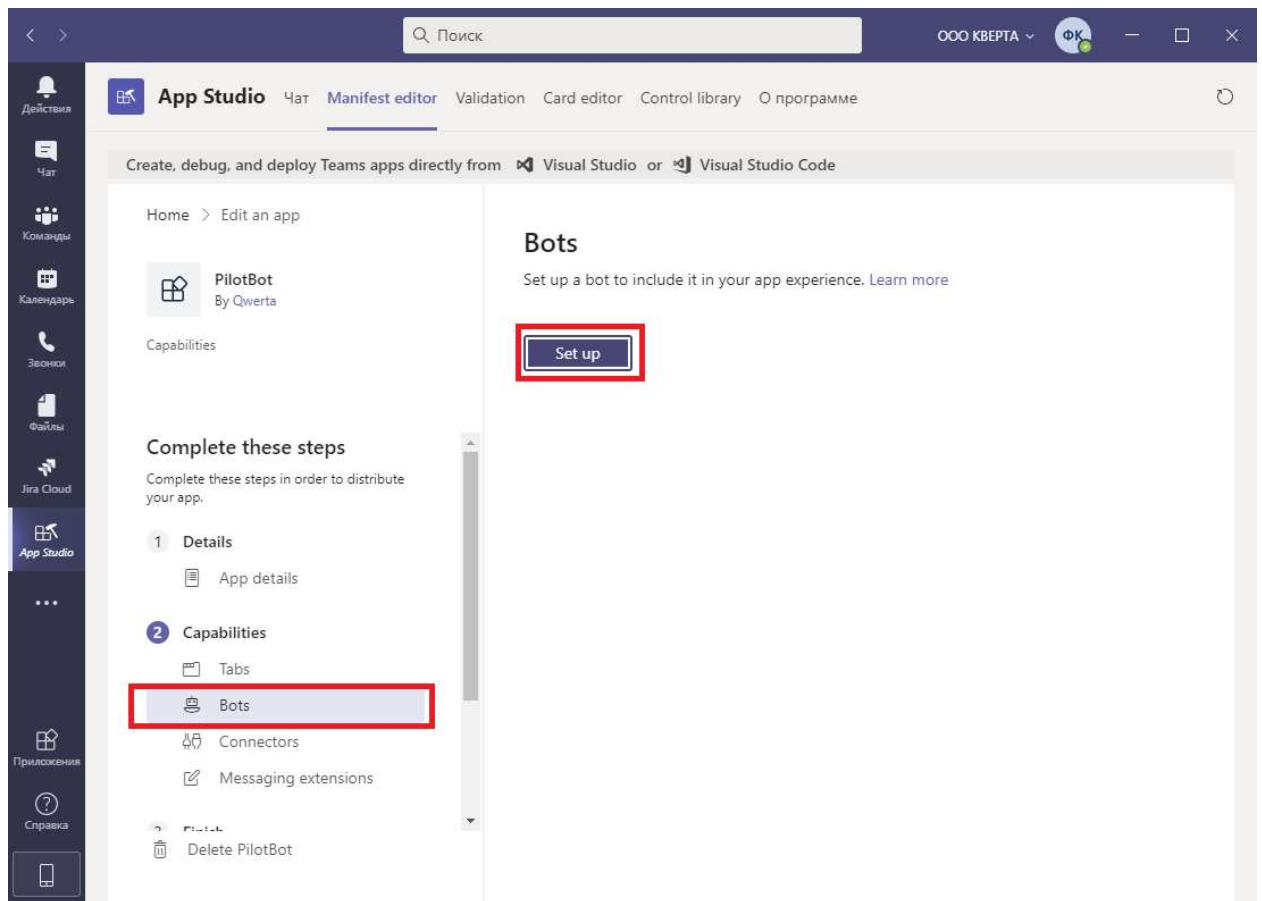 Поиск
ООО КВЕРТА
ФК
Действия
Чат
Команды
Календарь
Звонки
Файлы
Jira Cloud
App Studio
Приложения
Справка
App Studio Чат Manifest editor Validation Card editor Control library О программе
Create, debug, and deploy Teams apps directly from Visual Studio or Visual Studio Code
Home > Edit an app
PilotBot
By Qwerta
Capabilities
Complete these steps
Complete these steps in order to distribute
your app.
1 Details
App details
2 Capabilities
Tabs
Bots
Connectors
Messaging extensions
3 Finish
Delete PilotBot
Bots
Set up a bot to include it in your app experience. Learn more
Set up